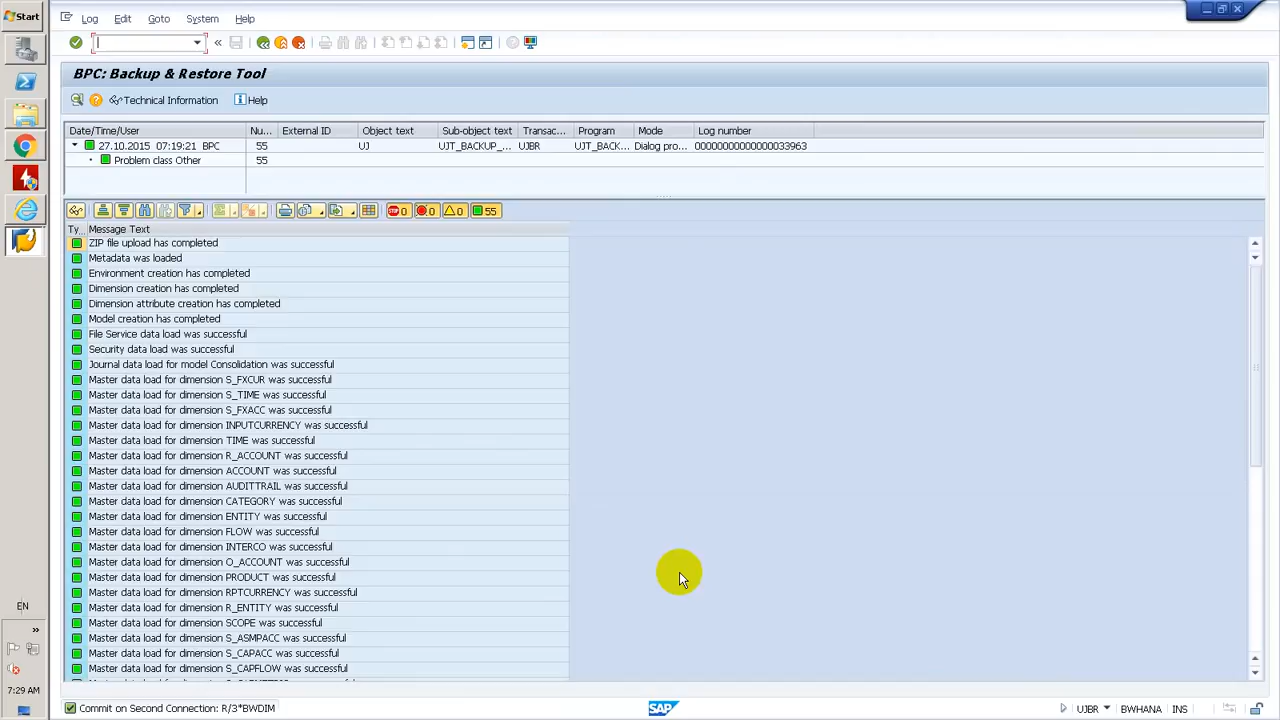 Start
Log Edit Goto System Help
BPC: Backup & Restore Tool
Technical Information Help
Date/Time/User Nu... External ID Object text Sub-object text Transac... Program Mode Log number
27.10.2015 07:19:21 BPC 55 UJ UJT_BACKUP_... UJBR UJT_BACK... Dialog pro... 00000000000000033963
Problem class Other 55
0 0 0 55
Ty... Message Text
ZIP file upload has completed
Metadata was loaded
Environment creation has completed
Dimension creation has completed
Dimension attribute creation has completed
Model creation has completed
File Service data load was successful
Security data load was successful
Journal data load for model Consolidation was successful
Master data load for dimension S_FXCUR was successful
Master data load for dimension S_TIME was successful
Master data load for dimension S_FXACC was successful
Master data load for dimension INPUTCURRENCY was successful
Master data load for dimension TIME was successful
Master data load for dimension R_ACCOUNT was successful
Master data load for dimension ACCOUNT was successful
Master data load for dimension AUDITTRAIL was successful
Master data load for dimension CATEGORY was successful
Master data load for dimension ENTITY was successful
Master data load for dimension FLOW was successful
Master data load for dimension INTERCO was successful
Master data load for dimension O_ACCOUNT was successful
Master data load for dimension PRODUCT was successful
Master data load for dimension RPTCURRENCY was successful
Master data load for dimension R_ENTITY was successful
Master data load for dimension SCOPE was successful
Master data load for dimension S_ASMPACC was successful
Master data load for dimension S_CAPACC was successful
Master data load for dimension S_CAPFLOW was successful
EN
7:29 AM
Commit on Second Connection: R/3*BWDIM SAP UJBR BWHANA INS